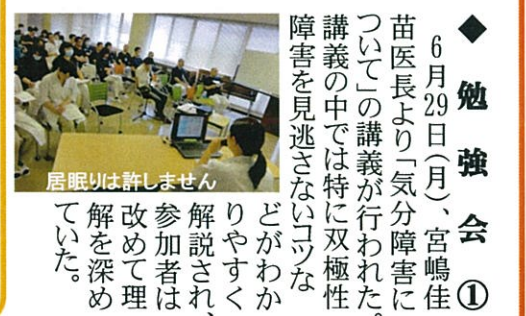 ◆勉強会①
6月29日(月)、宮嶋佳
苗医長より「気分障害に
ついて」の講義が行われた。
講義の中では特に双極性
障害を見逃さないコツな
どがわか
りやすく
解説され、
参加者は
改めて理
解を深め
ていた。
居眠りは許しません